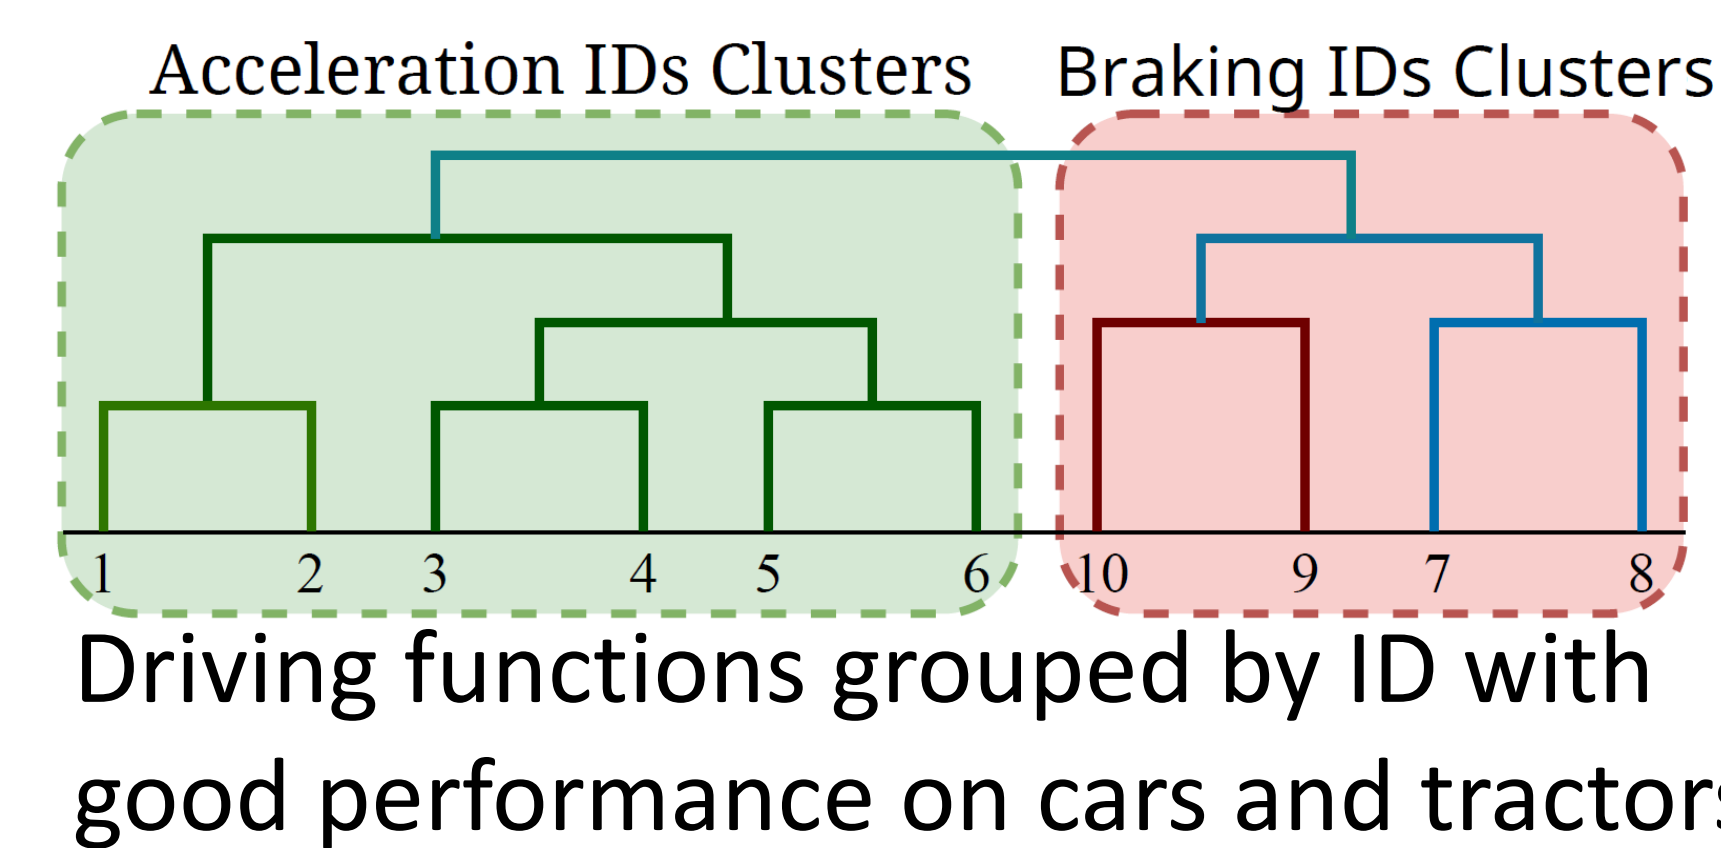 Acceleration IDs Clusters Braking IDs Clusters
1 2 3 4 5 6 10 9 7 8
Driving functions grouped by ID with
good performance on cars and tractors